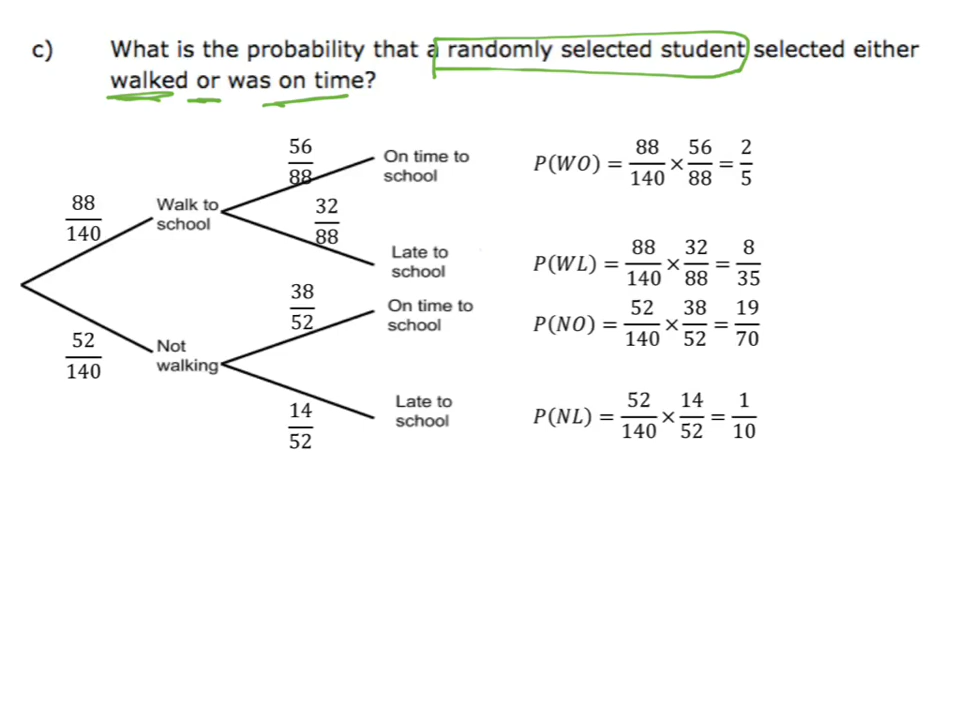 c) What is the probability that a randomly selected student selected either
walked or was on time?
56/88
On time to
school
P(WO) = 88/140 × 56/88 = 2/5
88/140
Walk to
school
32/88
Late to
school
P(WL) = 88/140 × 32/88 = 8/35
38/52
On time to
school
P(NO) = 52/140 × 38/52 = 19/70
52/140
Not
walking
14/52
Late to
school
P(NL) = 52/140 × 14/52 = 1/10